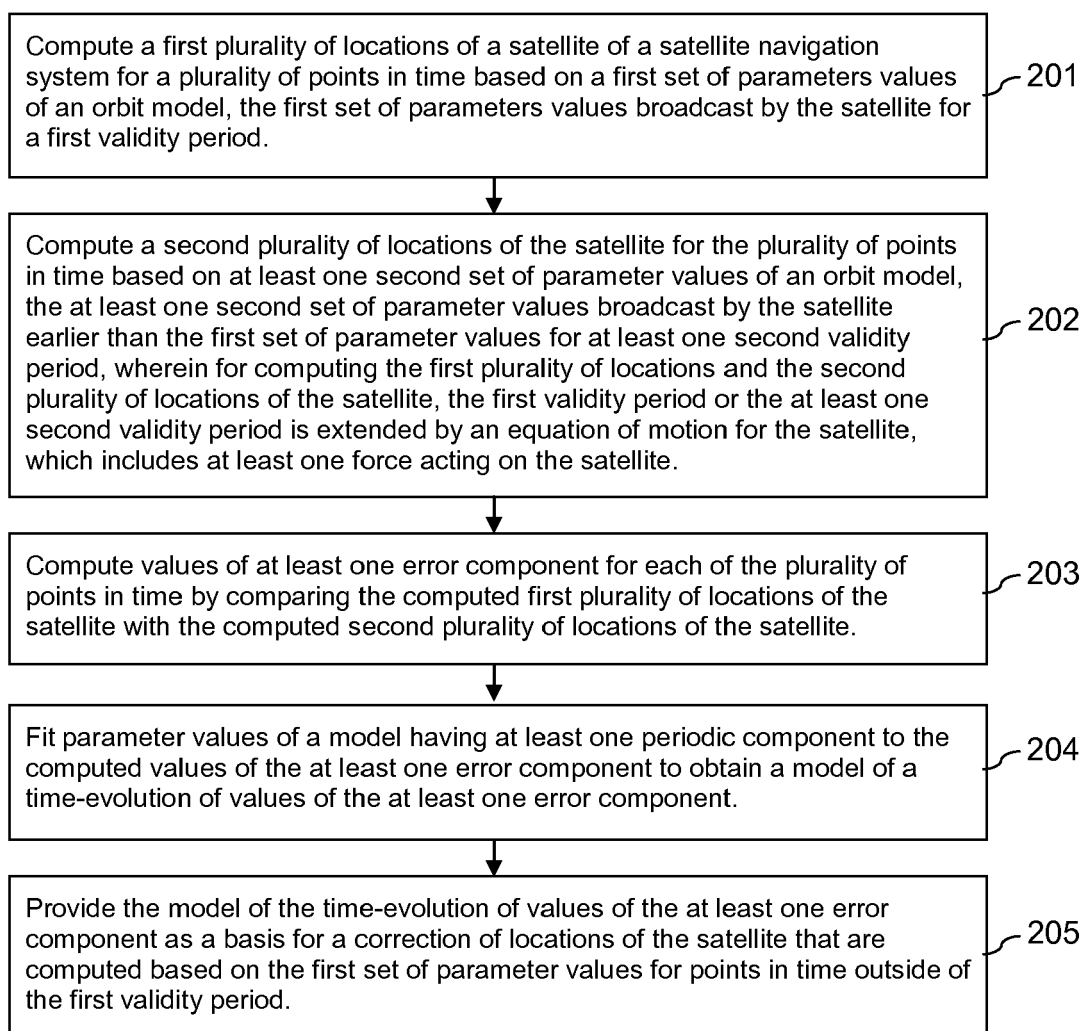 Compute a first plurality of locations of a satellite of a satellite navigation
system for a plurality of points in time based on a first set of parameters values
of an orbit model, the first set of parameters values broadcast by the satellite for
a first validity period.
201
Compute a second plurality of locations of the satellite for the plurality of points
in time based on at least one second set of parameter values of an orbit model,
the at least one second set of parameter values broadcast by the satellite
earlier than the first set of parameter values for at least one second validity
period, wherein for computing the first plurality of locations and the second
plurality of locations of the satellite, the first validity period or the at least one
second validity period is extended by an equation of motion for the satellite,
which includes at least one force acting on the satellite.
202
Compute values of at least one error component for each of the plurality of
points in time by comparing the computed first plurality of locations of the
satellite with the computed second plurality of locations of the satellite.
203
Fit parameter values of a model having at least one periodic component to the
computed values of the at least one error component to obtain a model of a
time-evolution of values of the at least one error component.
204
Provide the model of the time-evolution of values of the at least one error
component as a basis for a correction of locations of the satellite that are
computed based on the first set of parameter values for points in time outside of
the first validity period.
205